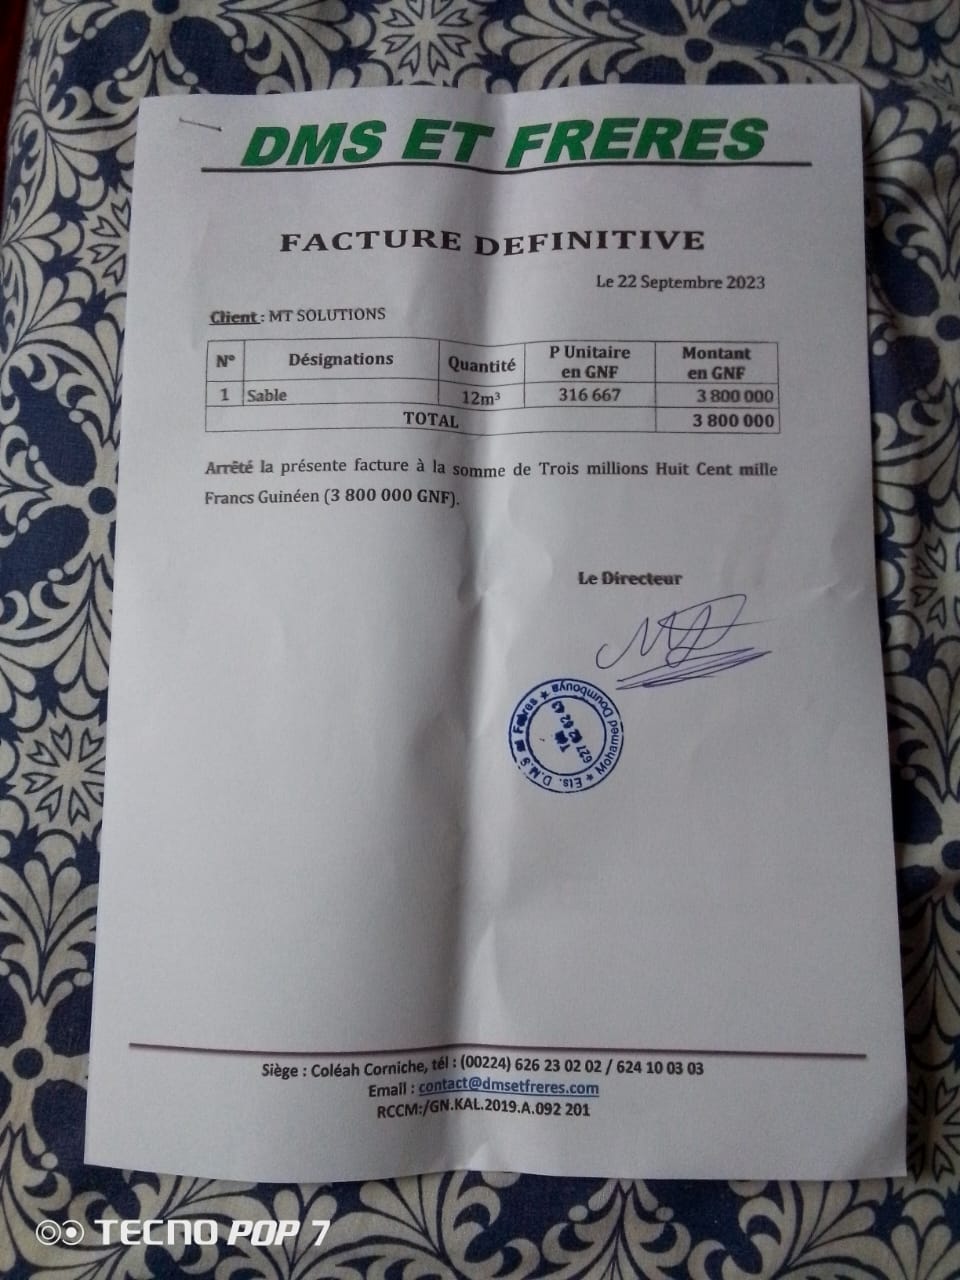 DMS ET FRERES
FACTURE DEFINITIVE
Le 22 Septembre 2023
Client : MT SOLUTIONS
N° Désignations Quantité P Unitaire en GNF Montant en GNF
1 Sable 12m³ 316 667 3 800 000
TOTAL 3 800 000
Arrêté la présente facture à la somme de Trois millions Huit Cent mille
Francs Guinéen (3 800 000 GNF).
Le Directeur
Ets. D.M.S et Freres ★ Mohamed Doumbouya ★
Tél:
Siège : Coléah Corniche, tél : (00224) 626 23 02 02 / 624 10 03 03
Email : contact@dmsetfreres.com
RCCM:/GN.KAL.2019.A.092 201
TECNO POP 7